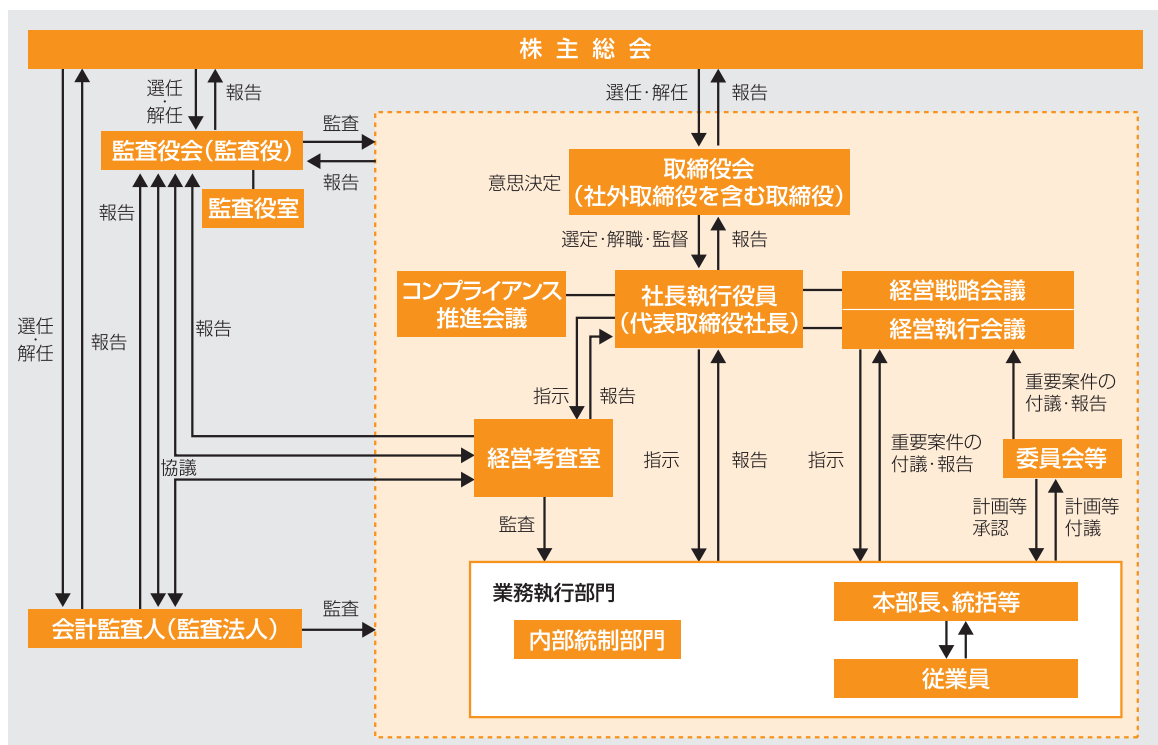 株主総会
選任
・
解任
報告
選任・解任
報告
監査
監査役会（監査役）
報告
監査役室
報告
取締役会
（社外取締役を含む取締役）
意思決定
選定・解職・監督
報告
コンプライアンス
推進会議
社長執行役員
（代表取締役社長）
経営戦略会議
経営執行会議
選任
・
解任
報告
報告
指示
報告
重要案件の
付議・報告
経営考査室
協議
指示
報告
指示
重要案件の
付議・報告
委員会等
監査
計画等
承認
計画等
付議
会計監査人（監査法人）
監査
業務執行部門
内部統制部門
本部長、統括等
従業員